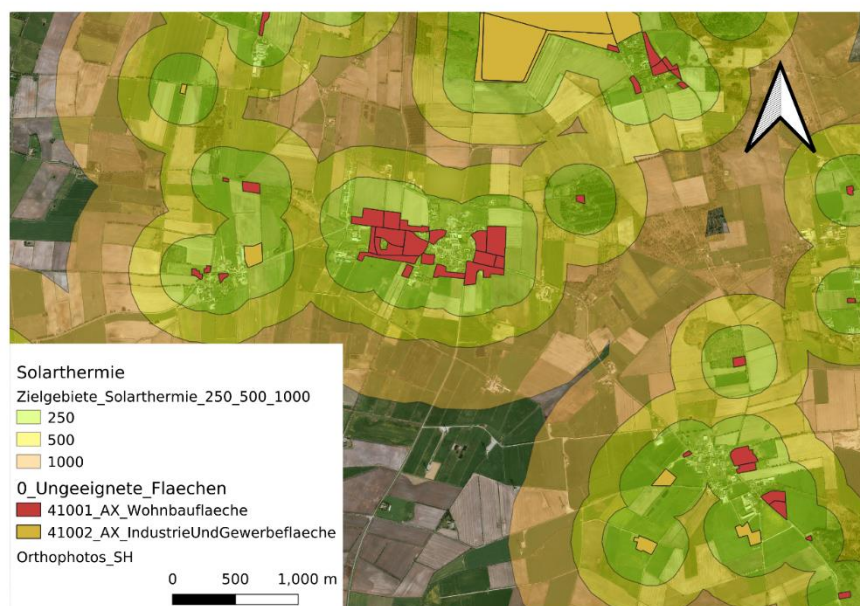 Solarthermie
Zielgebiete_Solarthermie_250_500_1000
250
500
1000
0_Ungeeignete_Flaechen
41001_AX_Wohnbauflaeche
41002_AX_IndustrieUndGewerbeflaeche
Orthophotos_SH
0 500 1,000 m